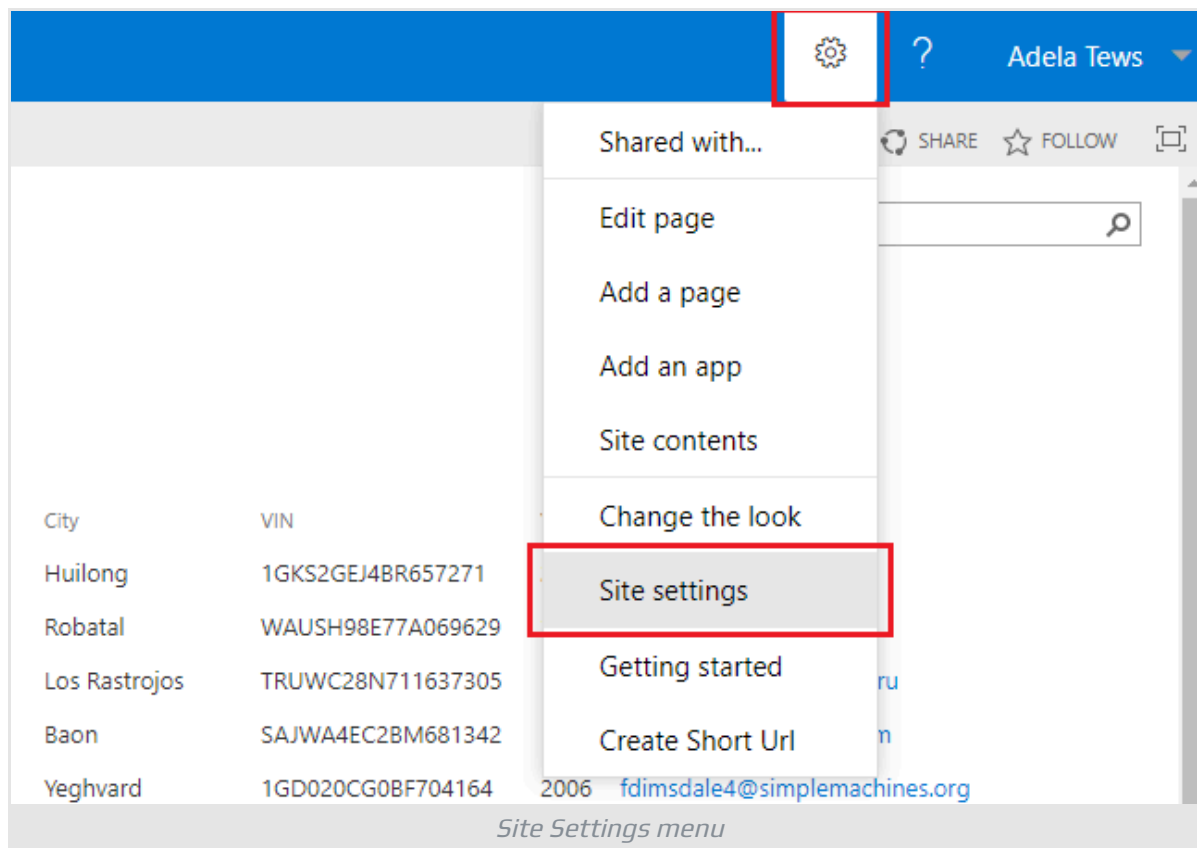 ? Adela Tews
Shared with... SHARE FOLLOW
Edit page
Add a page
Add an app
Site contents
Change the look
City VIN
Huilong 1GKS2GEJ4BR657271
Site settings
Robatal WAUSH98E77A069629
Getting started
Los Rastrojos TRUWC28N711637305 ru
Baon SAJWA4EC2BM681342 m
Create Short Url
Yeghvard 1GD020CG0BF704164 2006 fdimsdale4@simplemachines.org
Site Settings menu